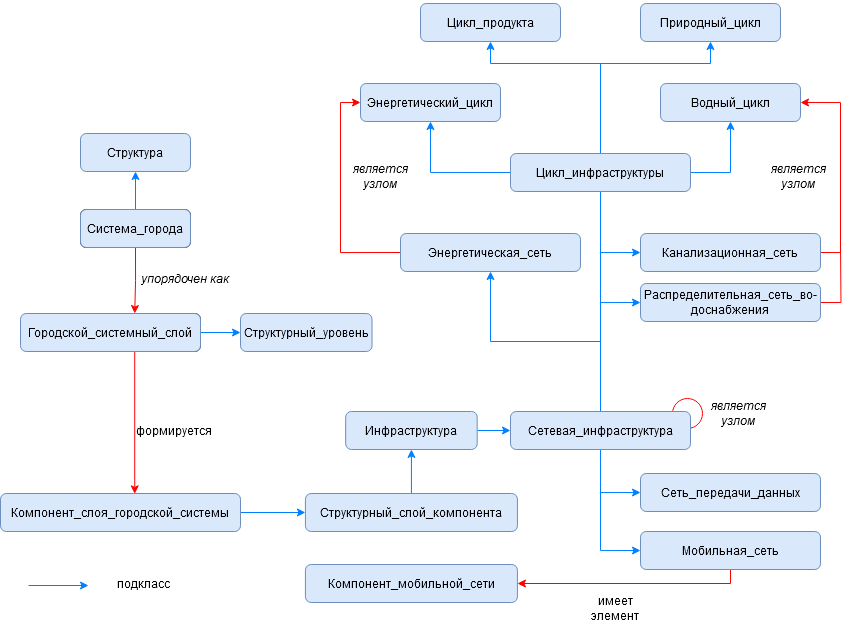 Цикл_продукта
Природный_цикл
Энергетический_цикл
Водный_цикл
Структура
является
узлом
Цикл_инфраструктуры
является
узлом
Система_города
Энергетическая_сеть
Канализационная_сеть
упорядочен как
Распределительная_сеть_во-
доснабжения
Городской_системный_слой
Структурный_уровень
является
узлом
формируется
Инфраструктура
Сетевая_инфраструктура
Сеть_передачи_данных
Компонент_слоя_городской_системы
Структурный_слой_компонента
Мобильная_сеть
подкласс
Компонент_мобильной_сети
имеет
элемент